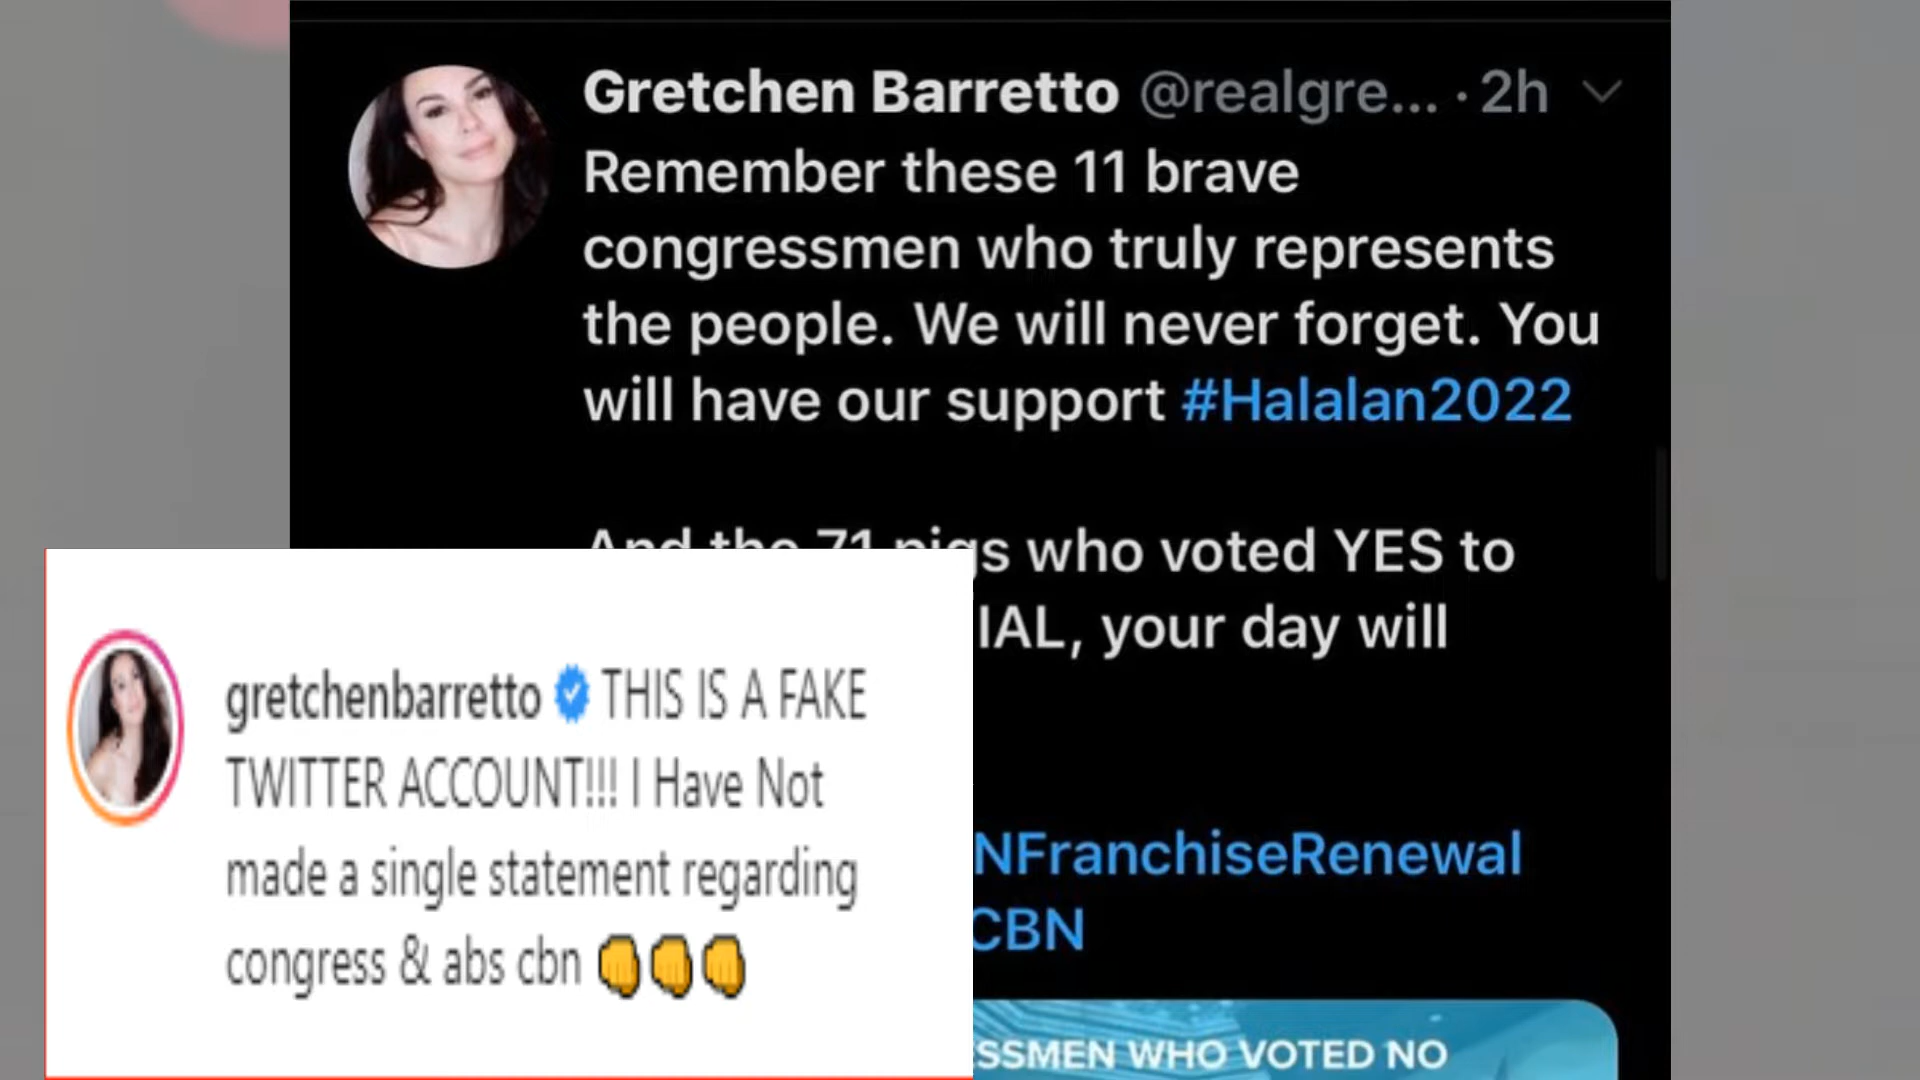 Gretchen Barretto @realgre... · 2h
Remember these 11 brave
congressmen who truly represents
the people. We will never forget. You
will have our support #Halalan2022
And the 71 pigs who voted YES to
IAL, your day will
NFranchiseRenewal
CBN
SSMEN WHO VOTED NO
gretchenbarretto THIS IS A FAKE
TWITTER ACCOUNT!!! I Have Not
made a single statement regarding
congress & abs cbn 👊👊👊